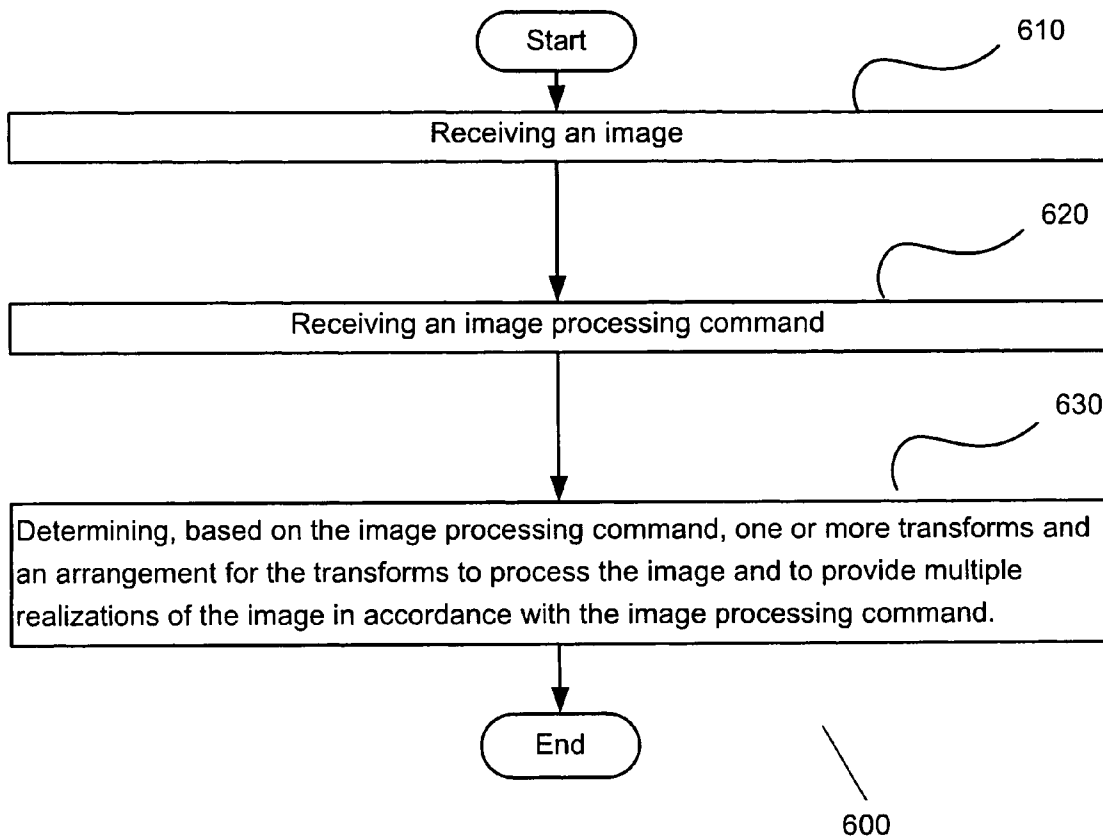 Start
610
Receiving an image
620
Receiving an image processing command
630
Determining, based on the image processing command, one or more transforms and
an arrangement for the transforms to process the image and to provide multiple
realizations of the image in accordance with the image processing command.
End
600